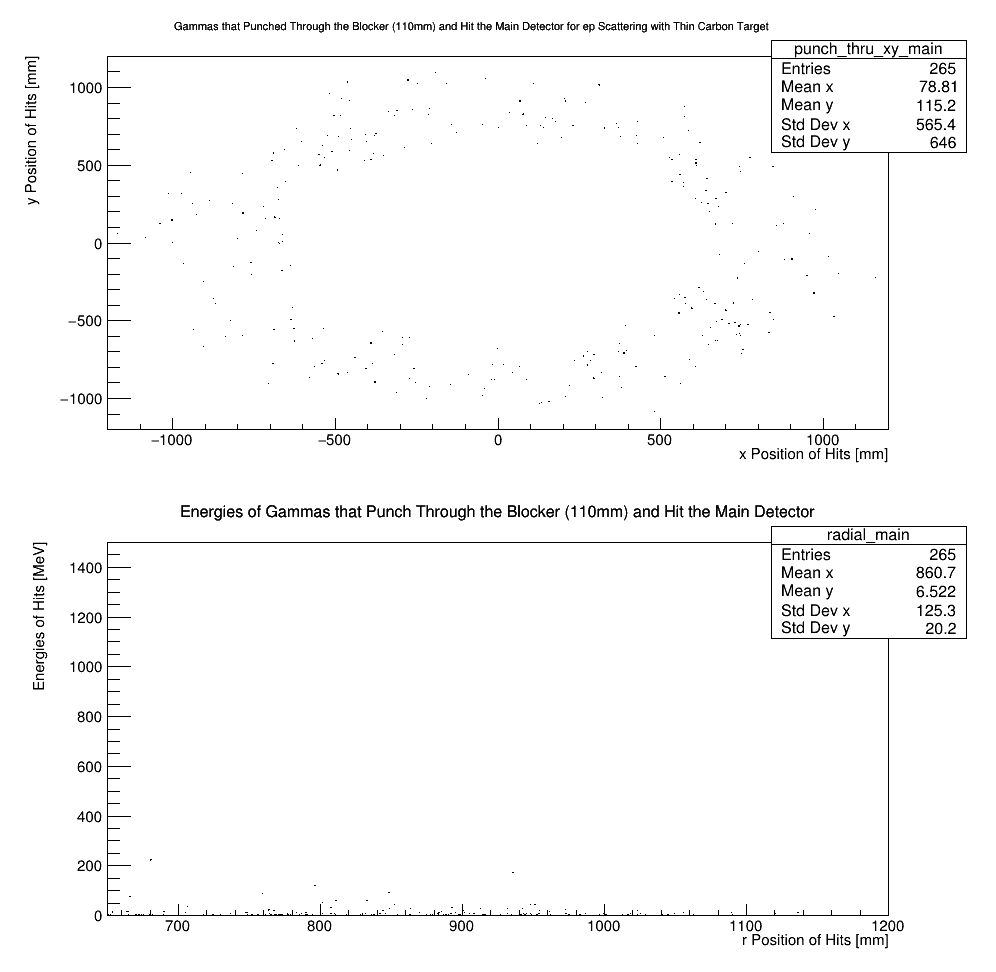 Gammas that Punched Through the Blocker (110mm) and Hit the Main Detector for ep Scattering with Thin Carbon Target
punch_thru_xy_main
Entries 265
Mean x 78.81
Mean y 115.2
Std Dev x 565.4
Std Dev y 646
y Position of Hits [mm]
1000
500
0
−500
−1000
−1000 −500 0 500 1000
x Position of Hits [mm]
Energies of Gammas that Punch Through the Blocker (110mm) and Hit the Main Detector
radial_main
Entries 265
Mean x 860.7
Mean y 6.522
Std Dev x 125.3
Std Dev y 20.2
Energies of Hits [MeV]
1400
1200
1000
800
600
400
200
0
700 800 900 1000 1100 1200
r Position of Hits [mm]